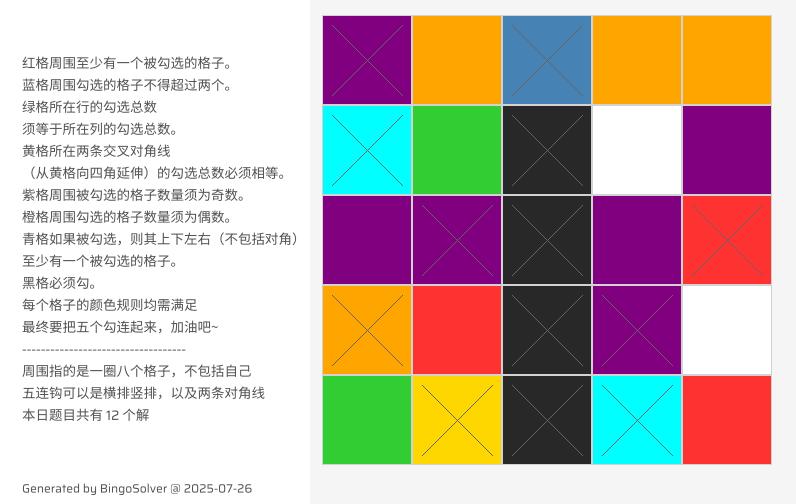 红格周围至少有一个被勾选的格子。
蓝格周围勾选的格子不得超过两个。
绿格所在行的勾选总数
须等于所在列的勾选总数。
黄格所在两条交叉对角线
（从黄格向四角延伸）的勾选总数必须相等。
紫格周围被勾选的格子数量须为奇数。
橙格周围勾选的格子数量须为偶数。
青格如果被勾选，则其上下左右（不包括对角）
至少有一个被勾选的格子。
黑格必须勾。
每个格子的颜色规则均需满足
最终要把五个勾连起来，加油吧~
-----------------------------------
周围指的是一圈八个格子，不包括自己
五连钩可以是横排竖排，以及两条对角线
本日题目共有 12 个解
Generated by BingoSolver @ 2025-07-26